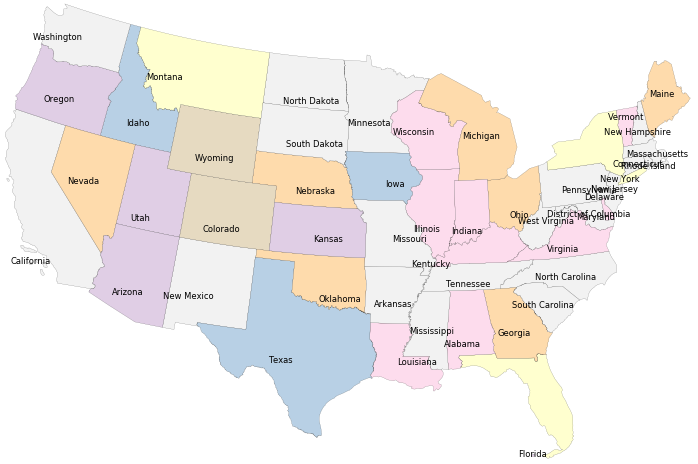 Washington
Montana
Maine
Oregon
Idaho
North Dakota
Minnesota
Wisconsin
Michigan
Vermont
New Hampshire
South Dakota
Wyoming
Massachusetts
Connecticut
Rhode Island
Nevada
Nebraska
Iowa
New York
Pennsylvania
New Jersey
Delaware
Utah
Colorado
Kansas
Missouri
Illinois
Indiana
Ohio
West Virginia
District of Columbia
Maryland
Virginia
California
Kentucky
Arizona
New Mexico
Oklahoma
Arkansas
Tennessee
North Carolina
South Carolina
Texas
Mississippi
Alabama
Georgia
Louisiana
Florida